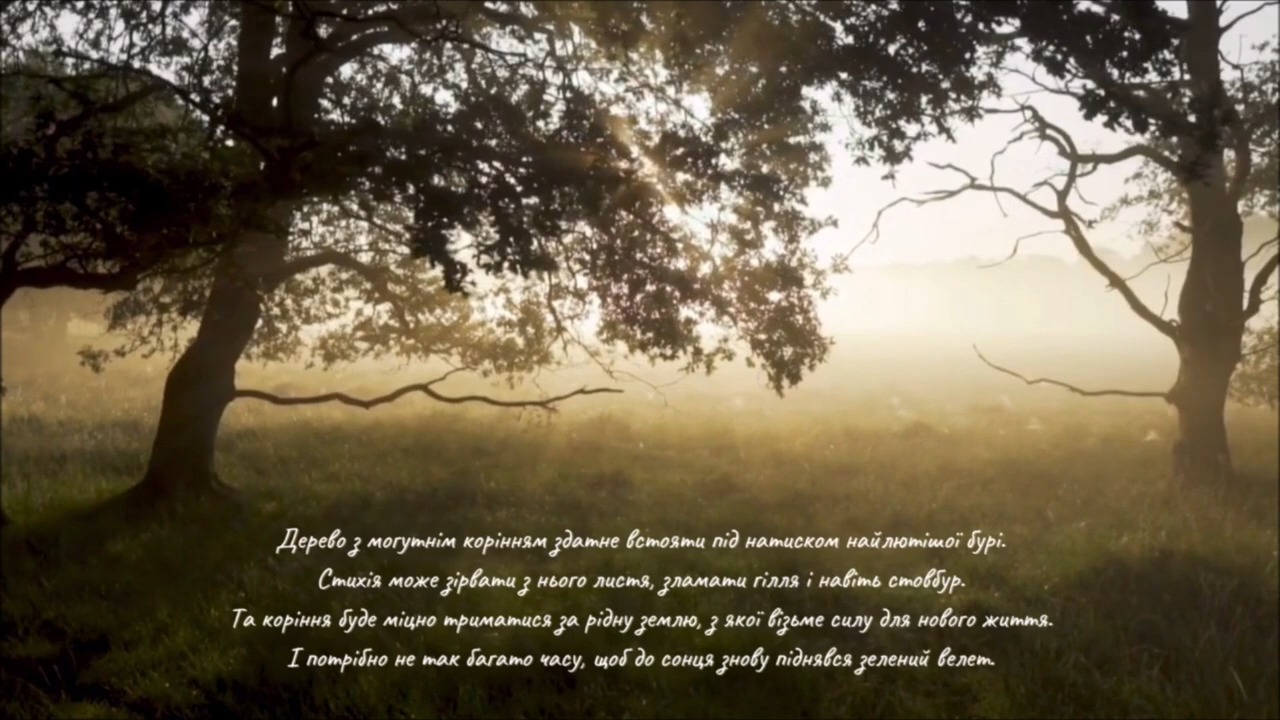 Дерево з могутнім корінням здатне встояти під натиском найлютішої бурі.
Стихія може зірвати з нього листя, зламати гілля і навіть стовбур.
Та коріння буде міцно триматися за рідну землю, з якої візьме силу для нового життя.
І потрібно не так багато часу, щоб до сонця знову піднявся зелений велет.